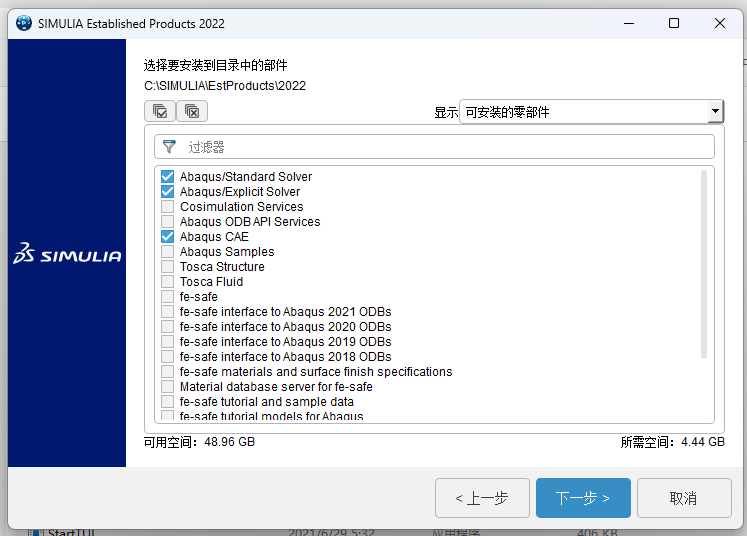 SIMULIA Established Products 2022
选择要安装到目录中的部件
C:\SIMULIA\EstProducts\2022
显示 可安装的零部件
过滤器
Abaqus/Standard Solver
Abaqus/Explicit Solver
Cosimulation Services
Abaqus ODB API Services
Abaqus CAE
Abaqus Samples
Tosca Structure
Tosca Fluid
fe-safe
fe-safe interface to Abaqus 2021 ODBs
fe-safe interface to Abaqus 2020 ODBs
fe-safe interface to Abaqus 2019 ODBs
fe-safe interface to Abaqus 2018 ODBs
fe-safe materials and surface finish specifications
Material database server for fe-safe
fe-safe tutorial and sample data
fe-safe tutorial models for Abaqus
SIMULIA
可用空间：48.96 GB 所需空间：4.44 GB
< 上一步 下一步 > 取消
StartTUI 2021/6/29 5:32 应用程序 406 KB